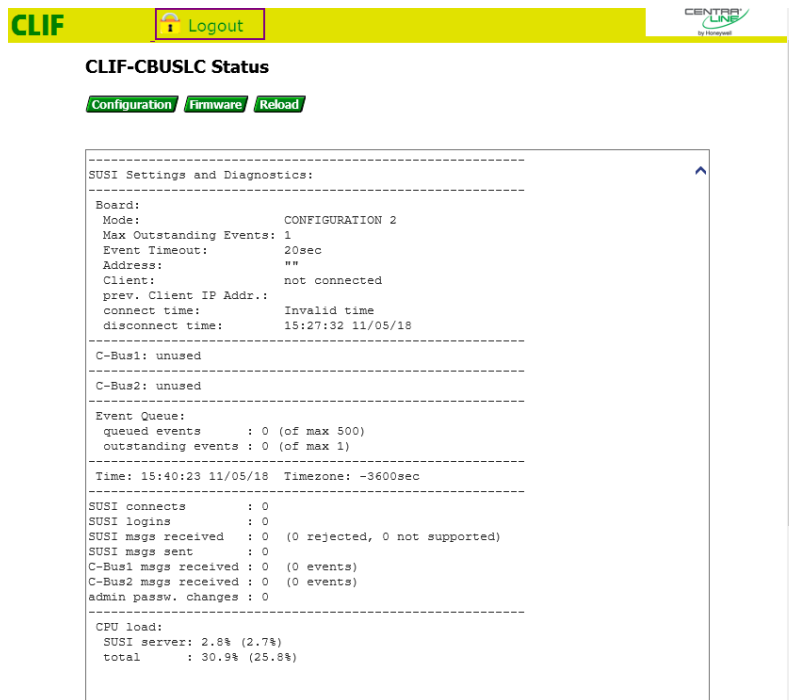 CLIF
Logout
CENTRA
LINE
by Honeywell
CLIF-CBUSLC Status
Configuration Firmware Reload
----------------------------------------------------------
SUSI Settings and Diagnostics:
----------------------------------------------------------
Board:
Mode: CONFIGURATION 2
Max Outstanding Events: 1
Event Timeout: 20sec
Address: ""
Client: not connected
prev. Client IP Addr.:
connect time: Invalid time
disconnect time: 15:27:32 11/05/18
----------------------------------------------------------
C-Bus1: unused
----------------------------------------------------------
C-Bus2: unused
----------------------------------------------------------
Event Queue:
queued events : 0 (of max 500)
outstanding events : 0 (of max 1)
----------------------------------------------------------
Time: 15:40:23 11/05/18 Timezone: -3600sec
----------------------------------------------------------
SUSI connects : 0
SUSI logins : 0
SUSI msgs received : 0 (0 rejected, 0 not supported)
SUSI msgs sent : 0
C-Bus1 msgs received : 0 (0 events)
C-Bus2 msgs received : 0 (0 events)
admin passw. changes : 0
----------------------------------------------------------
CPU load:
SUSI server: 2.8% (2.7%)
total : 30.9% (25.8%)